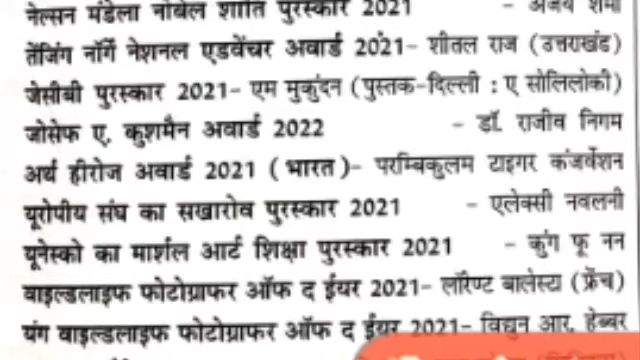 नेल्सन मंडेला नोबेल शांति पुरस्कार 2021 - अजय शर्मा
तेंजिंग नॉर्गे नेशनल एडवेंचर अवार्ड 2021- शीतल राज (उत्तराखंड)
जेसीबी पुरस्कार 2021- एम मुकुंदन (पुस्तक-दिल्ली : ए सोलिलोकी)
जोसेफ ए. कुशमैन अवार्ड 2022 - डॉ. राजीव निगम
अर्थ हीरोज अवार्ड 2021 (भारत)- परम्बिकुलम टाइगर कंजर्वेशन
यूरोपीय संघ का सखारोव पुरस्कार 2021 - एलेक्सी नवलनी
यूनेस्को का मार्शल आर्ट शिक्षा पुरस्कार 2021 - कुंग फू नन
वाइल्डलाइफ फोटोग्राफर ऑफ द ईयर 2021- लॉरेण्ट बालेस्टा (फ्रेंच)
यंग वाइल्डलाइफ फोटोग्राफर ऑफ द ईयर 2021- विद्युन आर. हेब्बर